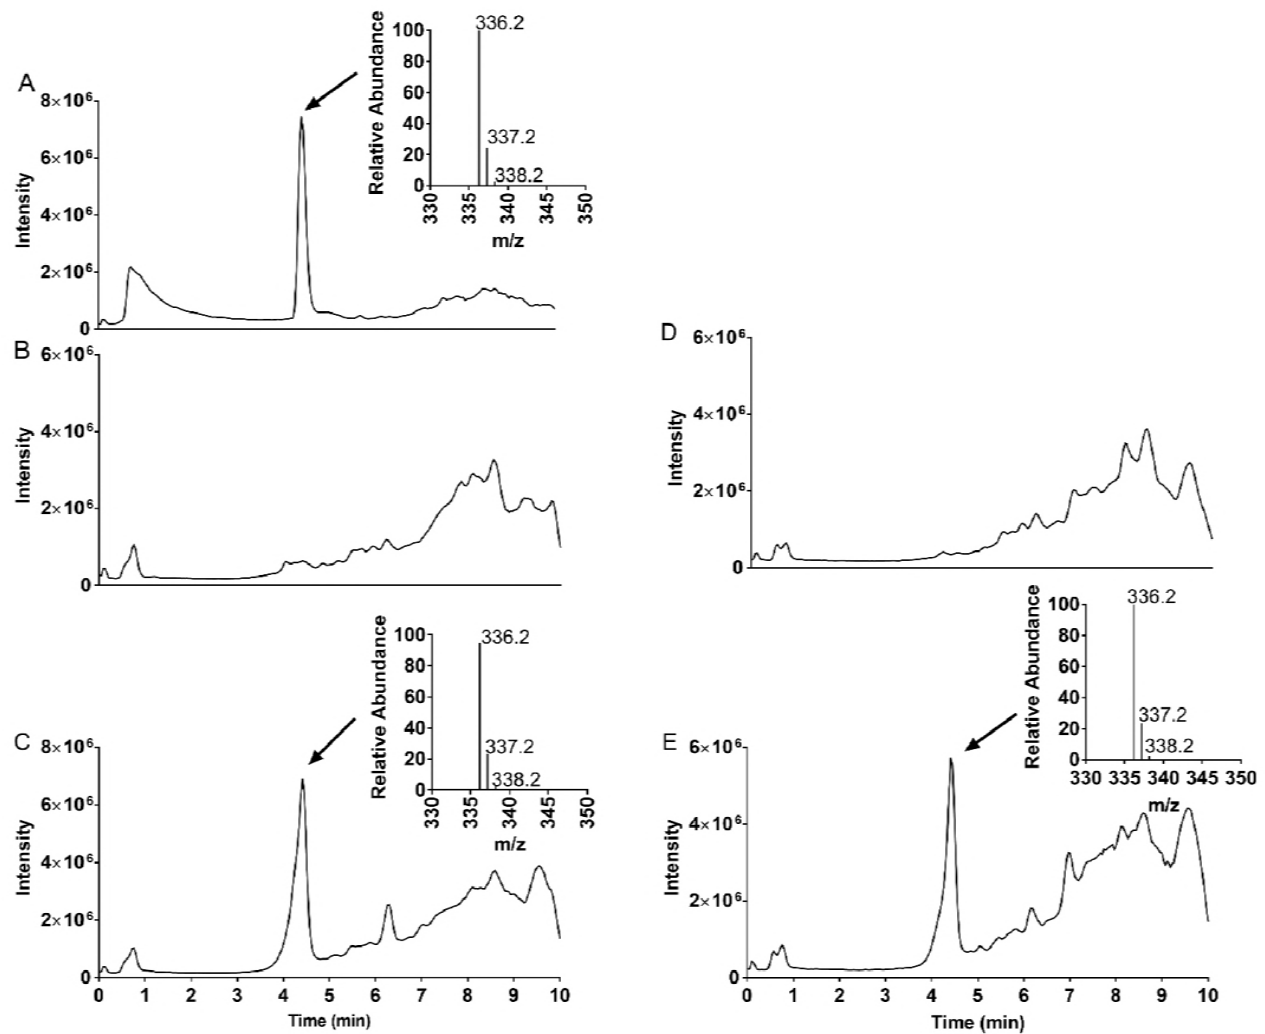 A
8×10⁶
6×10⁶
4×10⁶
2×10⁶
0
Intensity
100
80
60
40
20
0
Relative Abundance
336.2
337.2
338.2
330 335 340 345 350
m/z
B
6×10⁶
4×10⁶
2×10⁶
0
Intensity
D
6×10⁶
4×10⁶
2×10⁶
0
Intensity
C
8×10⁶
6×10⁶
4×10⁶
2×10⁶
0
Intensity
0 1 2 3 4 5 6 7 8 9 10
Time (min)
100
80
60
40
20
0
Relative Abundance
336.2
337.2
338.2
330 335 340 345 350
m/z
E
6×10⁶
4×10⁶
2×10⁶
0
Intensity
0 1 2 3 4 5 6 7 8 9 10
Time (min)
100
80
60
40
20
0
Relative Abundance
336.2
337.2
338.2
330 335 340 345 350
m/z